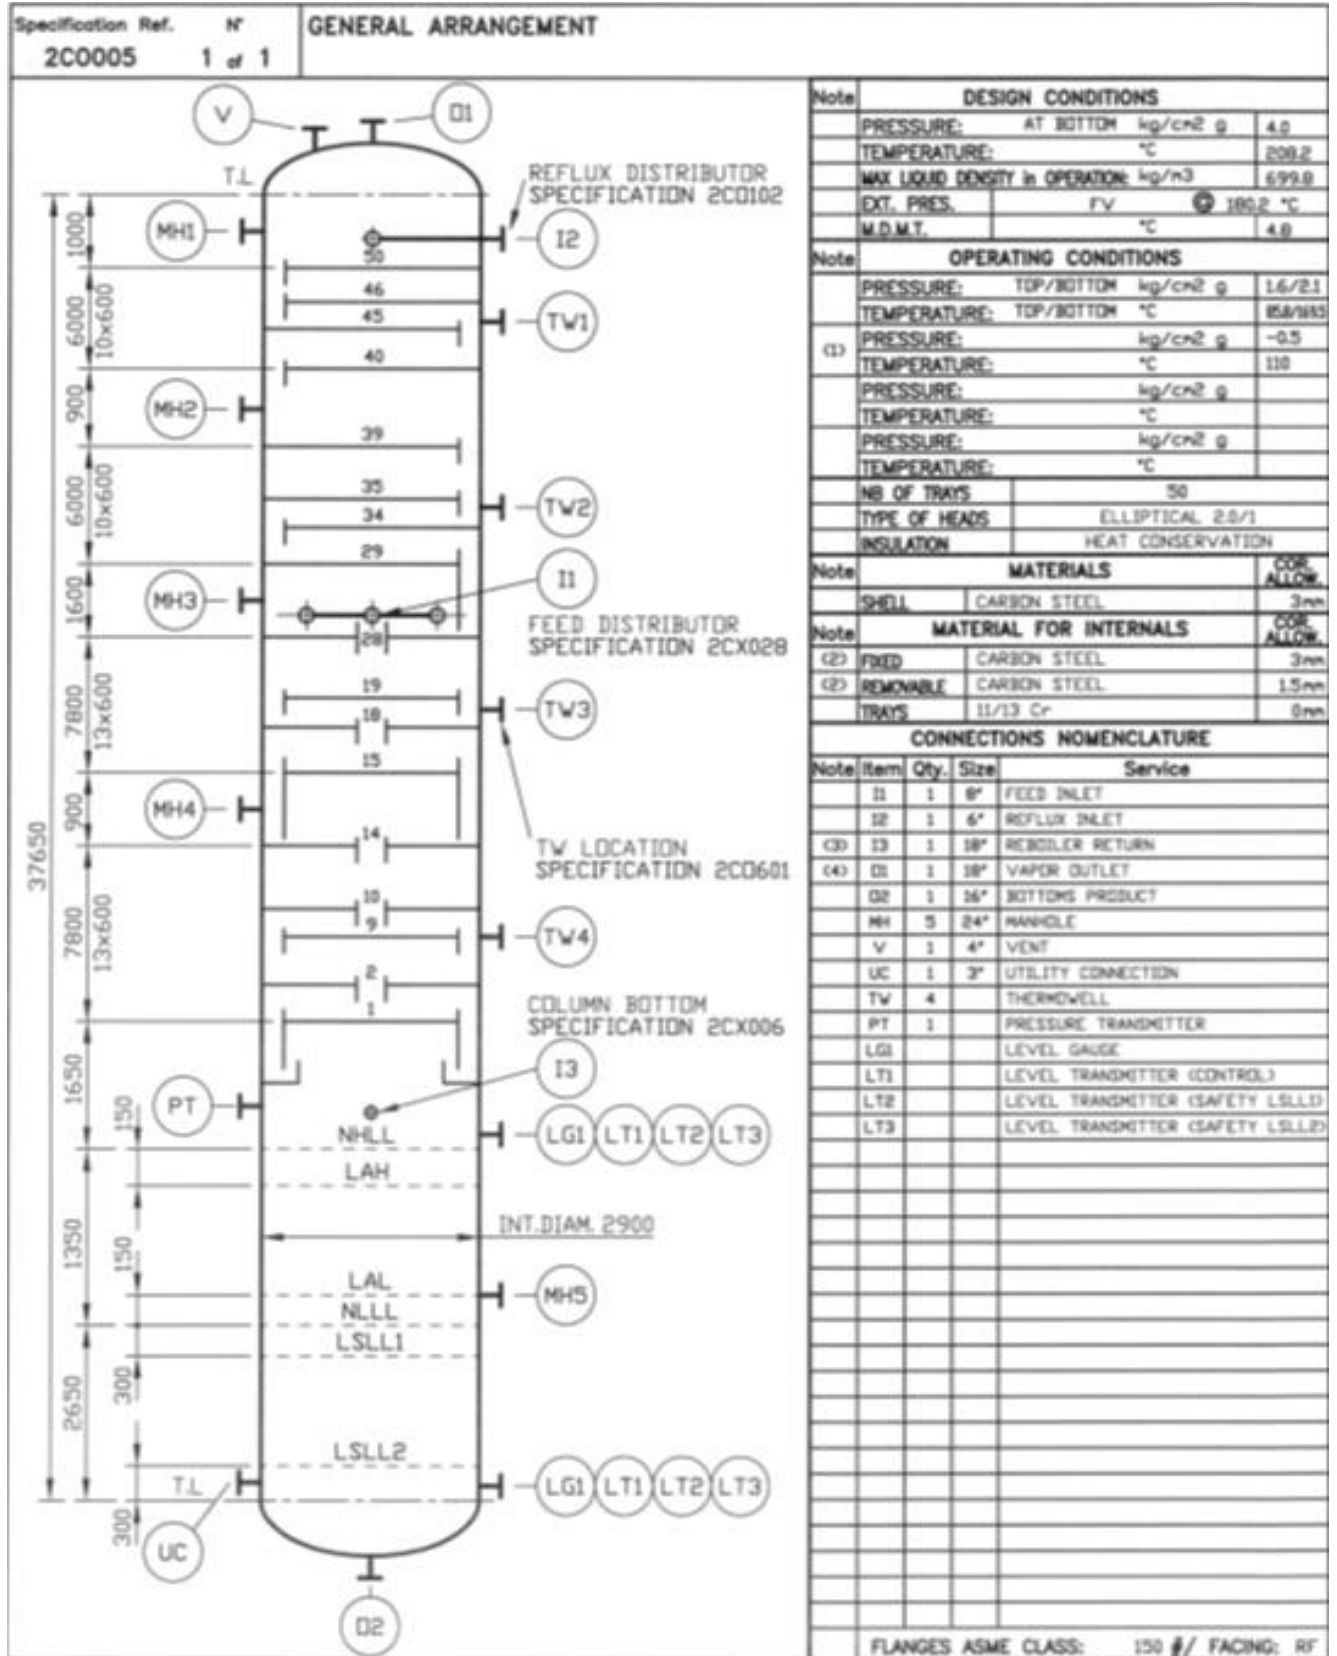 Specification Ref. N°
2CO005 1 of 1
GENERAL ARRANGEMENT
V
O1
T.L
REFLUX DISTRIBUTOR
SPECIFICATION 2CO102
MH1
I2
1000
50
46
TW1
45
6000
10x600
40
MH2
900
39
35
TW2
34
6000
10x600
29
I1
MH3
1600
FEED DISTRIBUTOR
SPECIFICATION 2CX028
28
19
TW3
18
7800
13x600
15
MH4
900
14
TW LOCATION
SPECIFICATION 2CO601
37650
10
9
TW4
7800
13x600
2
1
COLUMN BOTTOM
SPECIFICATION 2CX006
I3
1650
PT
150
NHLL
LG1 LT1 LT2 LT3
LAH
INT.DIAM. 2900
1350
150
LAL
MH5
NLLL
LSLL1
300
2650
LSLL2
T.L
LG1 LT1 LT2 LT3
300
UC
O2
Note DESIGN CONDITIONS
PRESSURE: AT BOTTOM kg/cm2 g 4.0
TEMPERATURE: °C 208.2
MAX LIQUID DENSITY in OPERATION: kg/m3 699.8
EXT. PRES. FV @ 180.2 °C
M.D.M.T. °C 4.8
Note OPERATING CONDITIONS
PRESSURE: TOP/BOTTOM kg/cm2 g 1.6/2.1
TEMPERATURE: TOP/BOTTOM °C
(1) PRESSURE: kg/cm2 g -0.5
TEMPERATURE: °C 110
PRESSURE: kg/cm2 g
TEMPERATURE: °C
PRESSURE: kg/cm2 g
TEMPERATURE: °C
NB OF TRAYS 50
TYPE OF HEADS ELLIPTICAL 2.0/1
INSULATION HEAT CONSERVATION
Note MATERIALS COR. ALLOW.
SHELL CARBON STEEL 3mm
Note MATERIAL FOR INTERNALS COR. ALLOW.
(2) FIXED CARBON STEEL 3mm
(2) REMOVABLE CARBON STEEL 1.5mm
TRAYS 11/13 Cr 0mm
CONNECTIONS NOMENCLATURE
Note Item Qty. Size Service
I1 1 8" FEED INLET
I2 1 6" REFLUX INLET
(3) I3 1 18" REBOILER RETURN
(4) O1 1 18" VAPOR OUTLET
O2 1 16" BOTTOMS PRODUCT
MH 5 24" MANHOLE
V 1 4" VENT
UC 1 3" UTILITY CONNECTION
TW 4 THERMOWELL
PT 1 PRESSURE TRANSMITTER
LG1 LEVEL GAUGE
LT1 LEVEL TRANSMITTER (CONTROL)
LT2 LEVEL TRANSMITTER (SAFETY LSLL1)
LT3 LEVEL TRANSMITTER (SAFETY LSLL2)
FLANGES ASME CLASS: 150 #/ FACING: RF